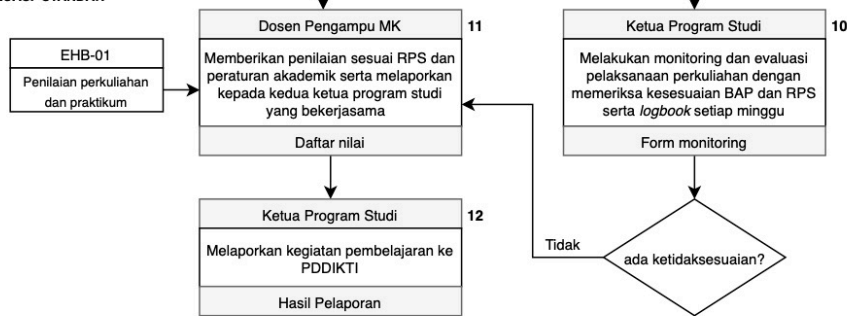 Dosen Pengampu MK
11
Memberikan penilaian sesuai RPS dan
peraturan akademik serta melaporkan
kepada kedua ketua program studi
yang bekerjasama
Daftar nilai
EHB-01
Penilaian perkuliahan
dan praktikum
Ketua Program Studi
10
Melakukan monitoring dan evaluasi
pelaksanaan perkuliahan dengan
memeriksa kesesuaian BAP dan RPS
serta logbook setiap minggu
Form monitoring
Ketua Program Studi
12
Melaporkan kegiatan pembelajaran ke
PDDIKTI
Hasil Pelaporan
Tidak
ada ketidaksesuaian?